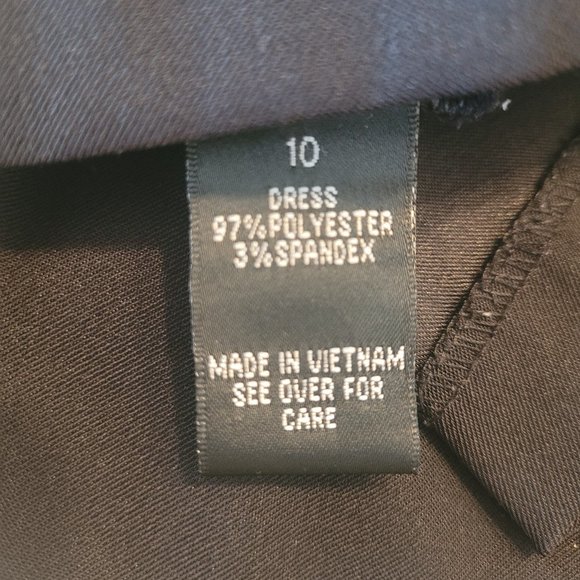 10
DRESS
97%POLYESTER
3%SPANDEX
MADE IN VIETNAM
SEE OVER FOR
CARE